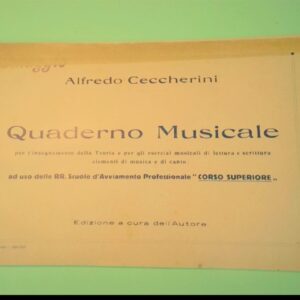 Alfredo Ceccherini
Quaderno Musicale
per l'insegnamento della Teoria e per gli esercizi musicali di lettura e scrittura
elementi di musica e di canto.
ad uso delle RR. Scuole d'Avviamento Professionale "CORSO SUPERIORE„
Edizione a cura dell'Autore